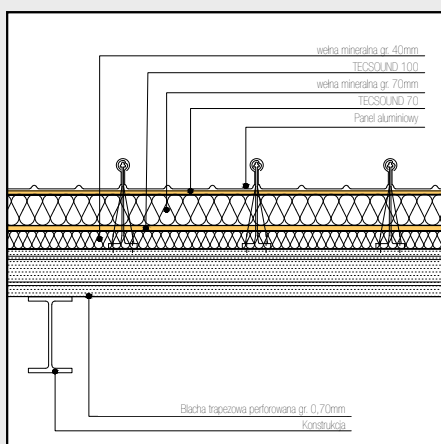 wełna mineralna gr. 40mm
TECSOUND 100
wełna mineralna gr. 70mm
TECSOUND 70
Panel aluminiowy
Blacha trapezowa perforowana gr. 0,70mm
Konstrukcja